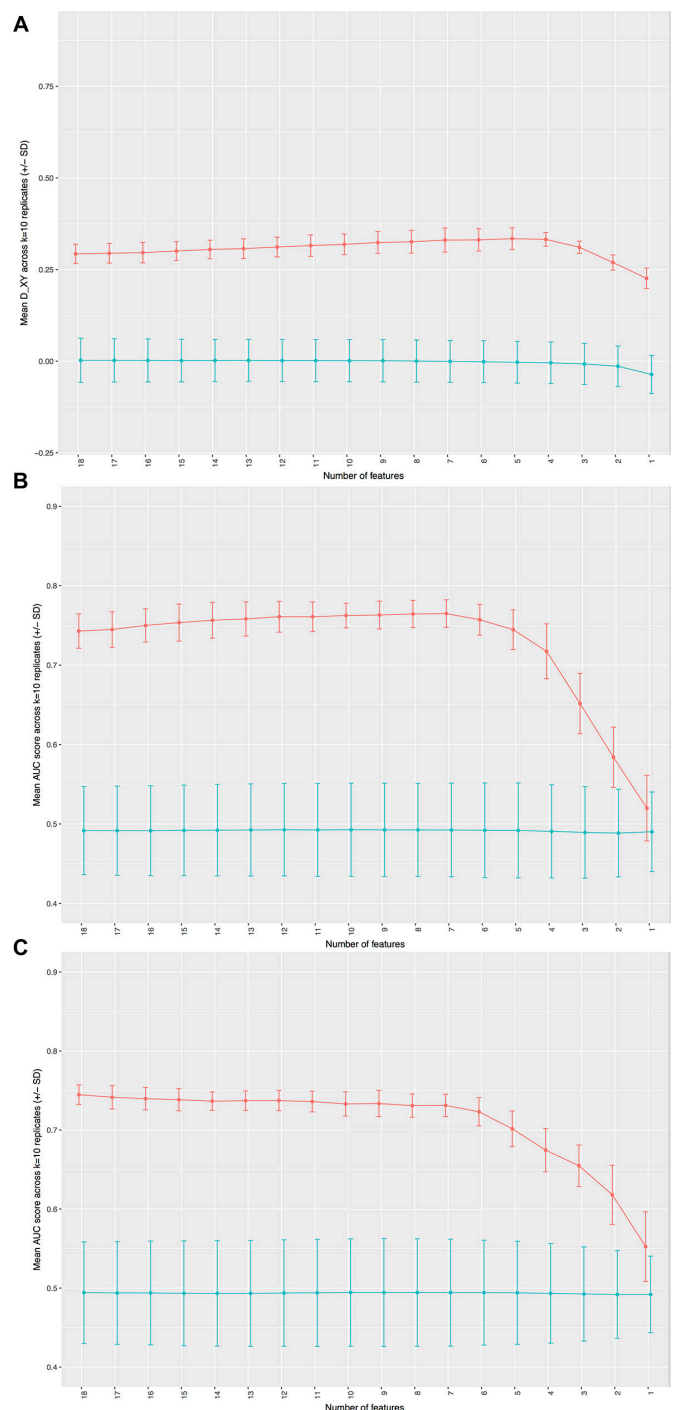 A
Mean D_XY across k=10 replicates (+/− SD)
0.75
0.50
0.25
0.00
−0.25
18 17 16 15 14 13 12 11 10 9 8 7 6 5 4 3 2 1
Number of features
B
Mean AUC score across k=10 replicates (+/− SD)
0.9
0.8
0.7
0.6
0.5
0.4
18 17 16 15 14 13 12 11 10 9 8 7 6 5 4 3 2 1
Number of features
C
Mean AUC score across k=10 replicates (+/− SD)
0.9
0.8
0.7
0.6
0.5
0.4
18 17 16 15 14 13 12 11 10 9 8 7 6 5 4 3 2 1
Number of features